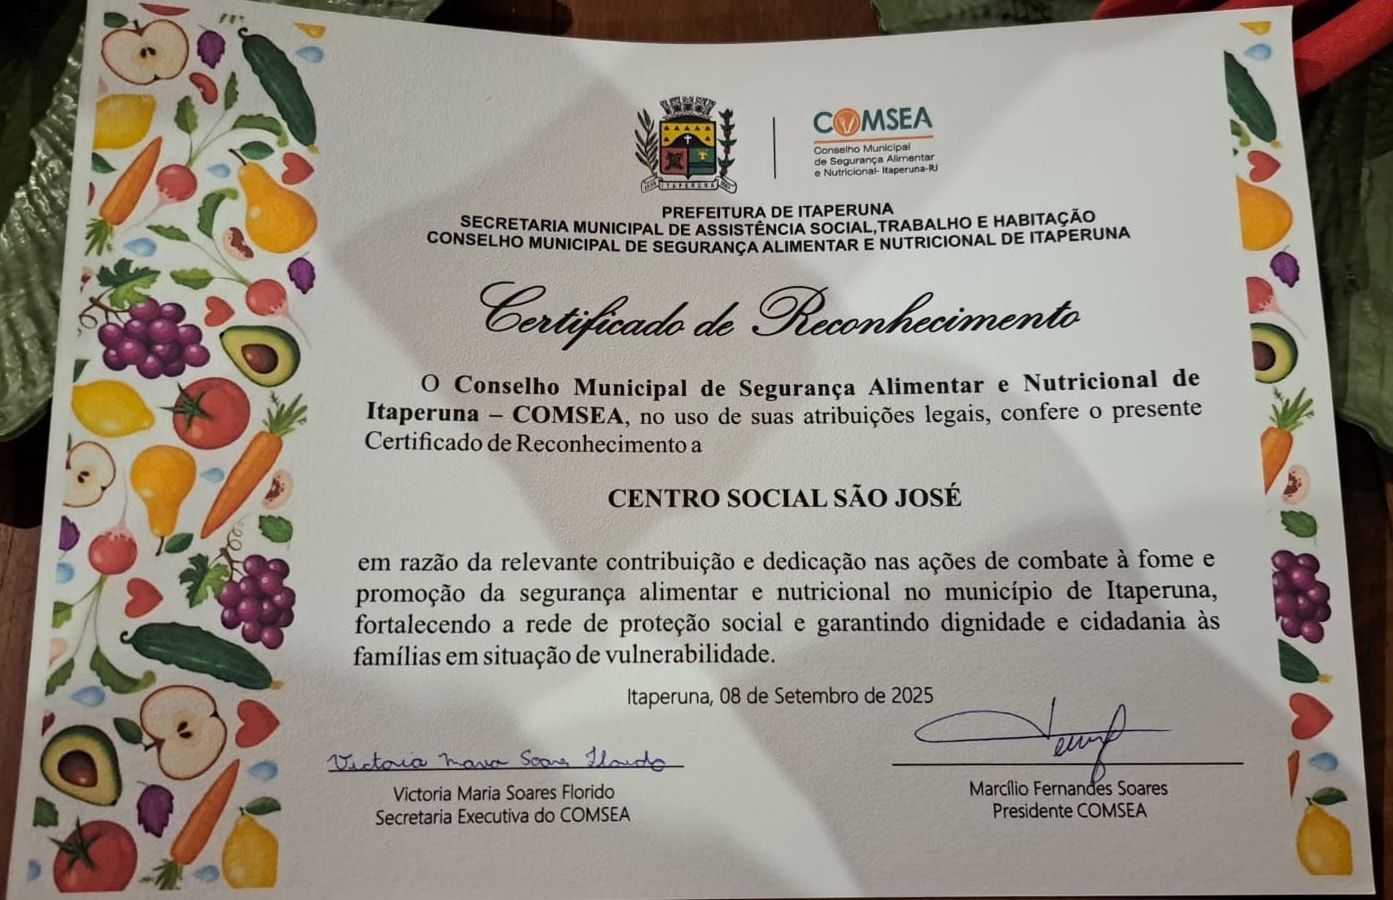 COMSEA
Conselho Municipal
de Segurança Alimentar
e Nutricional- Itaperuna-RJ
ITAPERUNA
PREFEITURA DE ITAPERUNA
SECRETARIA MUNICIPAL DE ASSISTÊNCIA SOCIAL,TRABALHO E HABITAÇÃO
CONSELHO MUNICIPAL DE SEGURANÇA ALIMENTAR E NUTRICIONAL DE ITAPERUNA
Certificado de Reconhecimento
O Conselho Municipal de Segurança Alimentar e Nutricional de
Itaperuna – COMSEA, no uso de suas atribuições legais, confere o presente
Certificado de Reconhecimento a
CENTRO SOCIAL SÃO JOSÉ
em razão da relevante contribuição e dedicação nas ações de combate à fome e
promoção da segurança alimentar e nutricional no município de Itaperuna,
fortalecendo a rede de proteção social e garantindo dignidade e cidadania às
famílias em situação de vulnerabilidade.
Itaperuna, 08 de Setembro de 2025
Victoria Maria Soares Florido
Victoria Maria Soares Florido
Secretaria Executiva do COMSEA
Marcílio Fernandes Soares
Presidente COMSEA